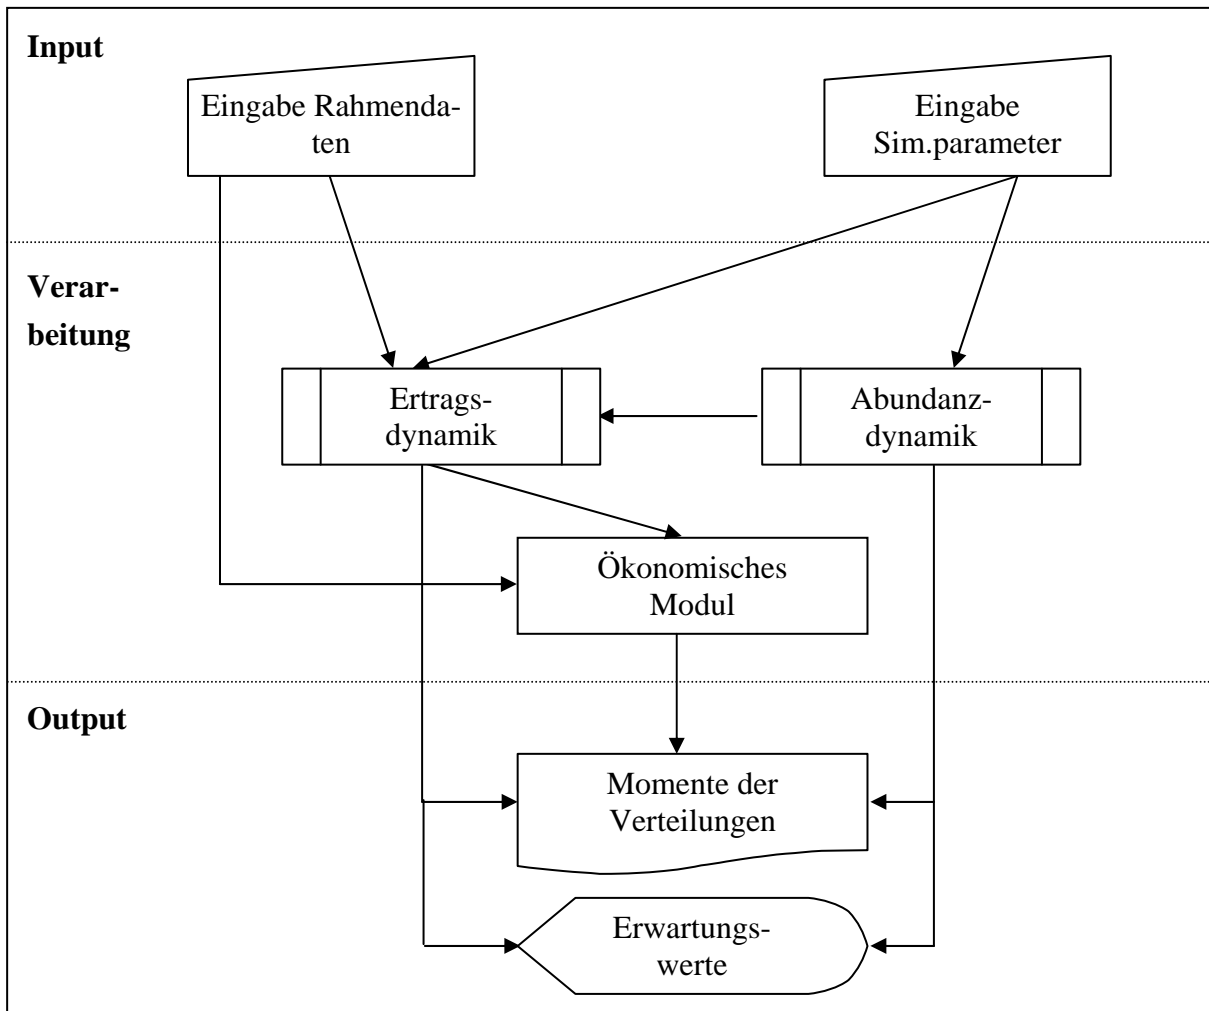 Input
Eingabe Rahmenda-
ten
Eingabe
Sim.parameter
Verar-
beitung
Ertrags-
dynamik
Abundanz-
dynamik
Ökonomisches
Modul
Output
Momente der
Verteilungen
Erwartungs-
werte